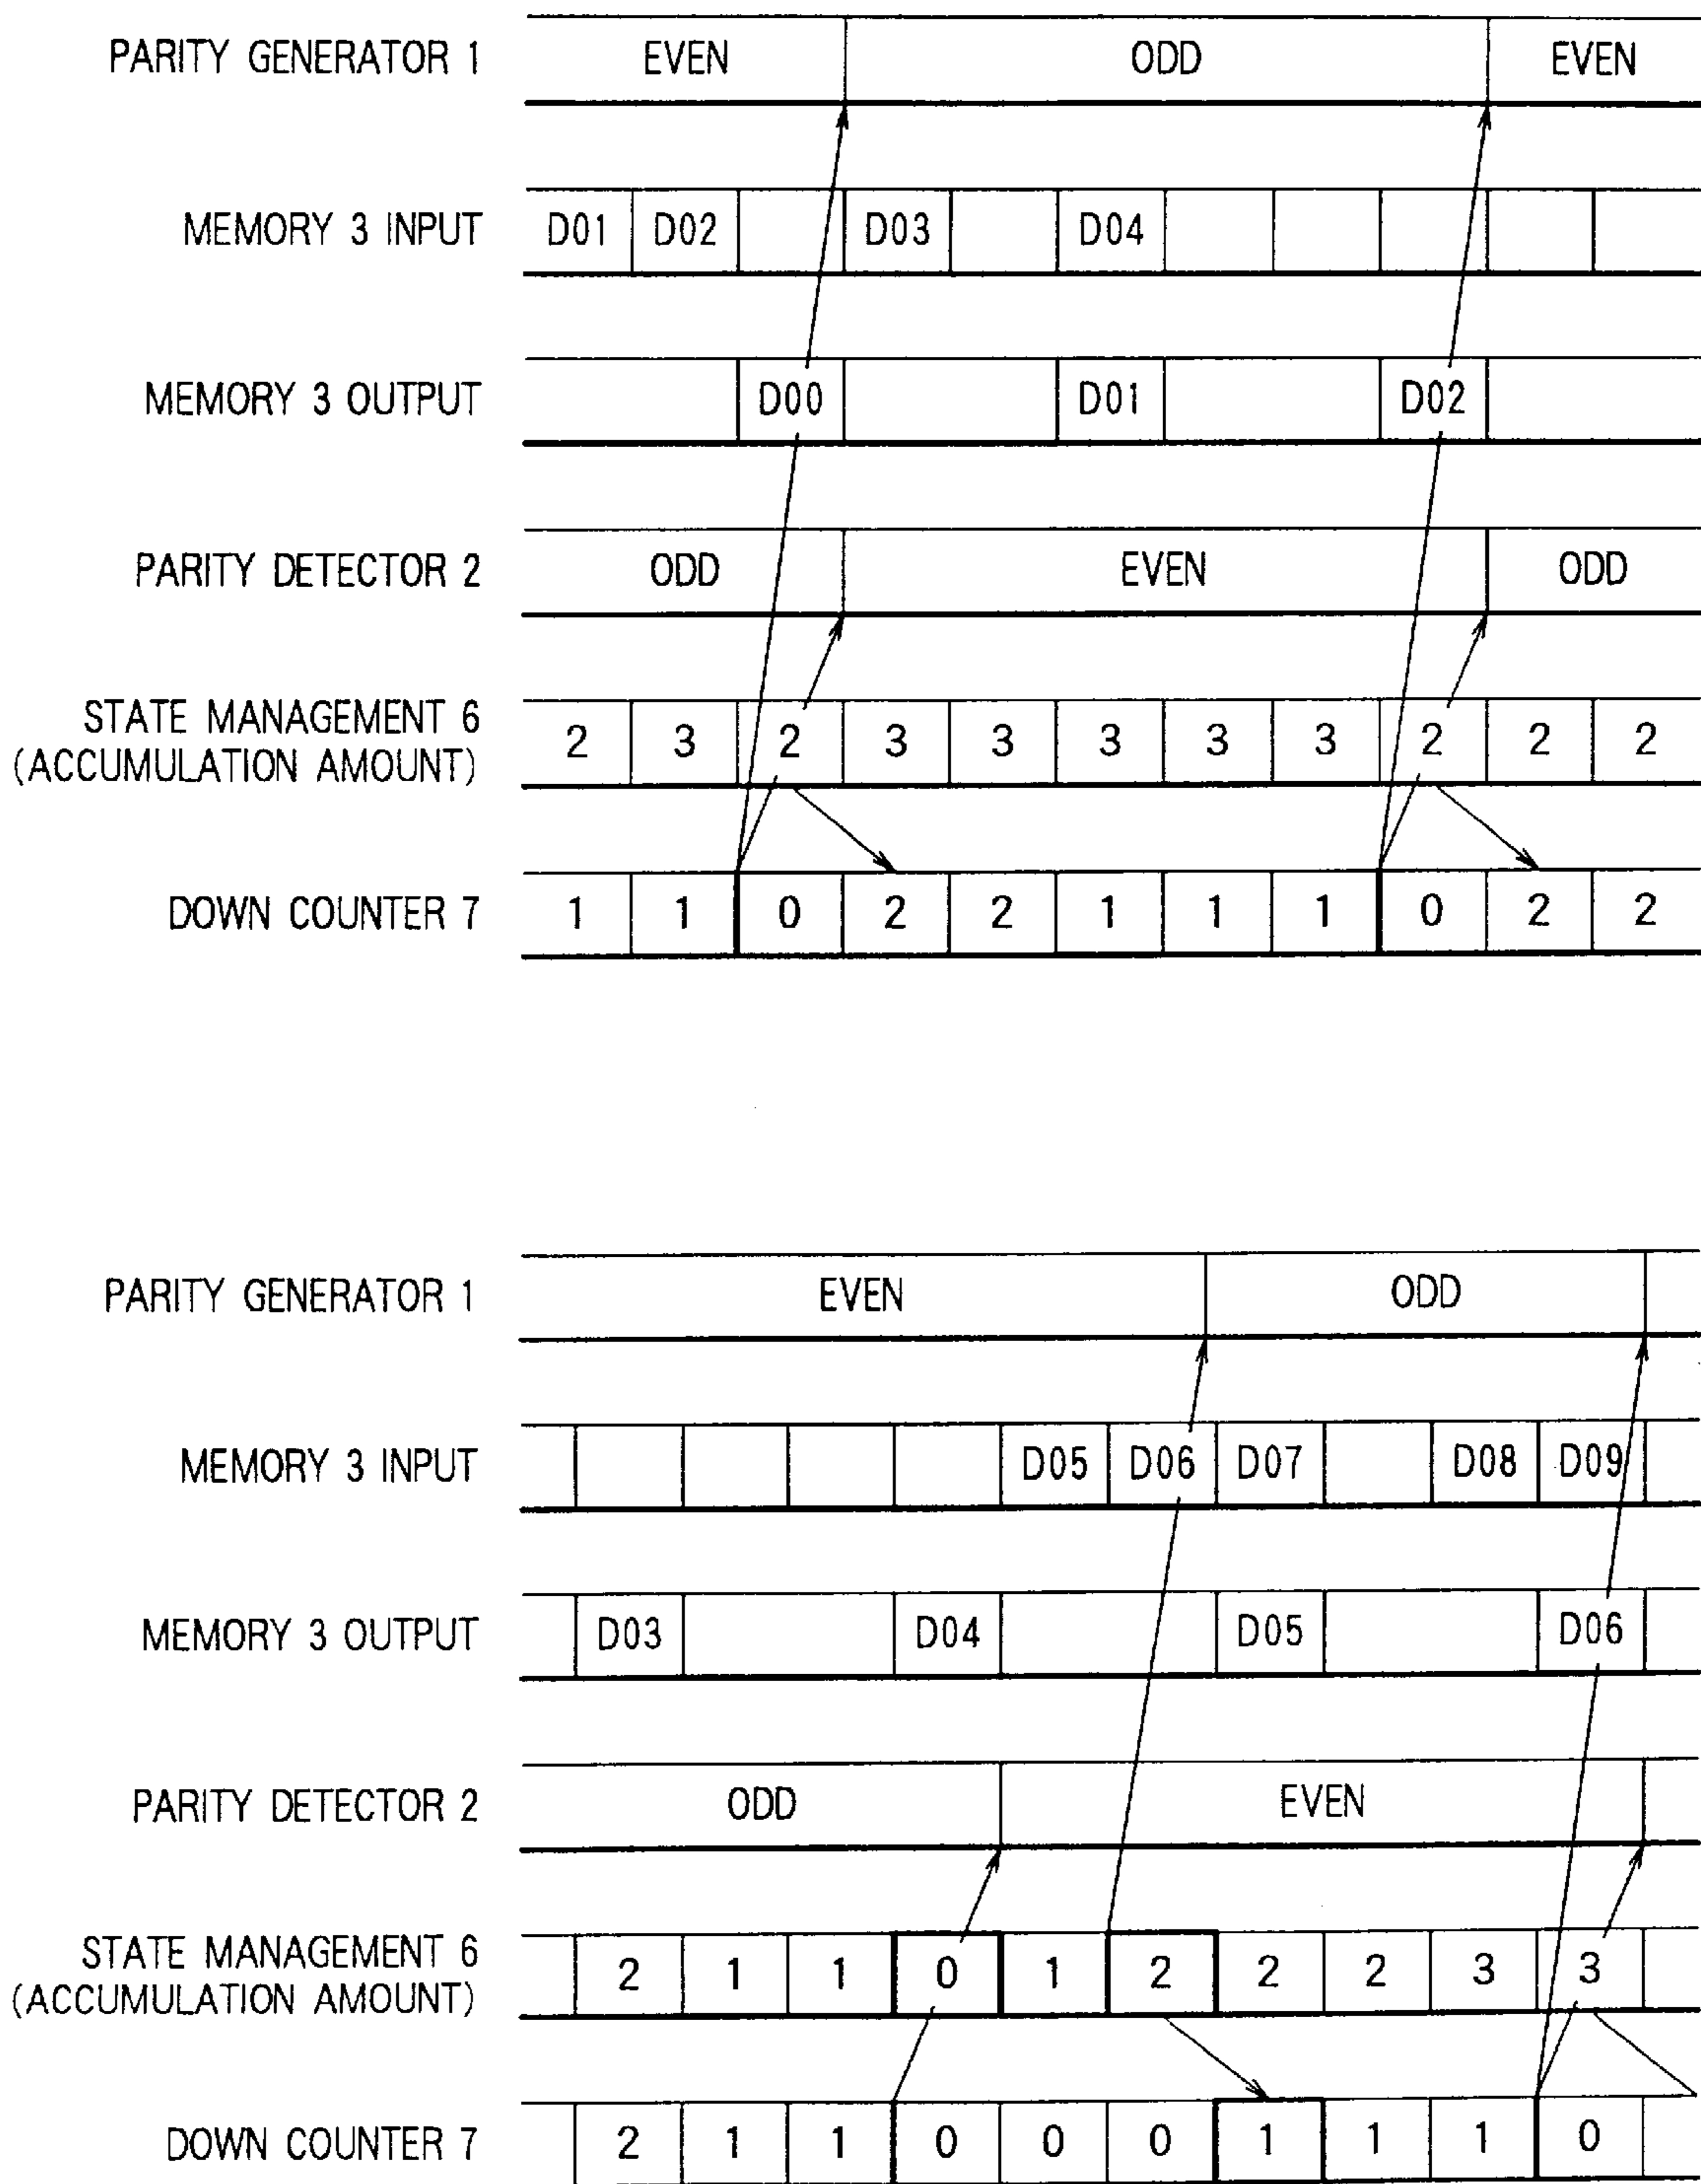 PARITY GENERATOR 1 EVEN ODD EVEN
MEMORY 3 INPUT D01 D02 D03 D04
MEMORY 3 OUTPUT D00 D01 D02
PARITY DETECTOR 2 ODD EVEN ODD
STATE MANAGEMENT 6
(ACCUMULATION AMOUNT) 2 3 2 3 3 3 3 3 2 2 2
DOWN COUNTER 7 1 1 0 2 2 1 1 1 0 2 2
PARITY GENERATOR 1 EVEN ODD
MEMORY 3 INPUT D05 D06 D07 D08 D09
MEMORY 3 OUTPUT D03 D04 D05 D06
PARITY DETECTOR 2 ODD EVEN
STATE MANAGEMENT 6
(ACCUMULATION AMOUNT) 2 1 1 0 1 2 2 2 3 3
DOWN COUNTER 7 2 1 1 0 0 0 1 1 1 0